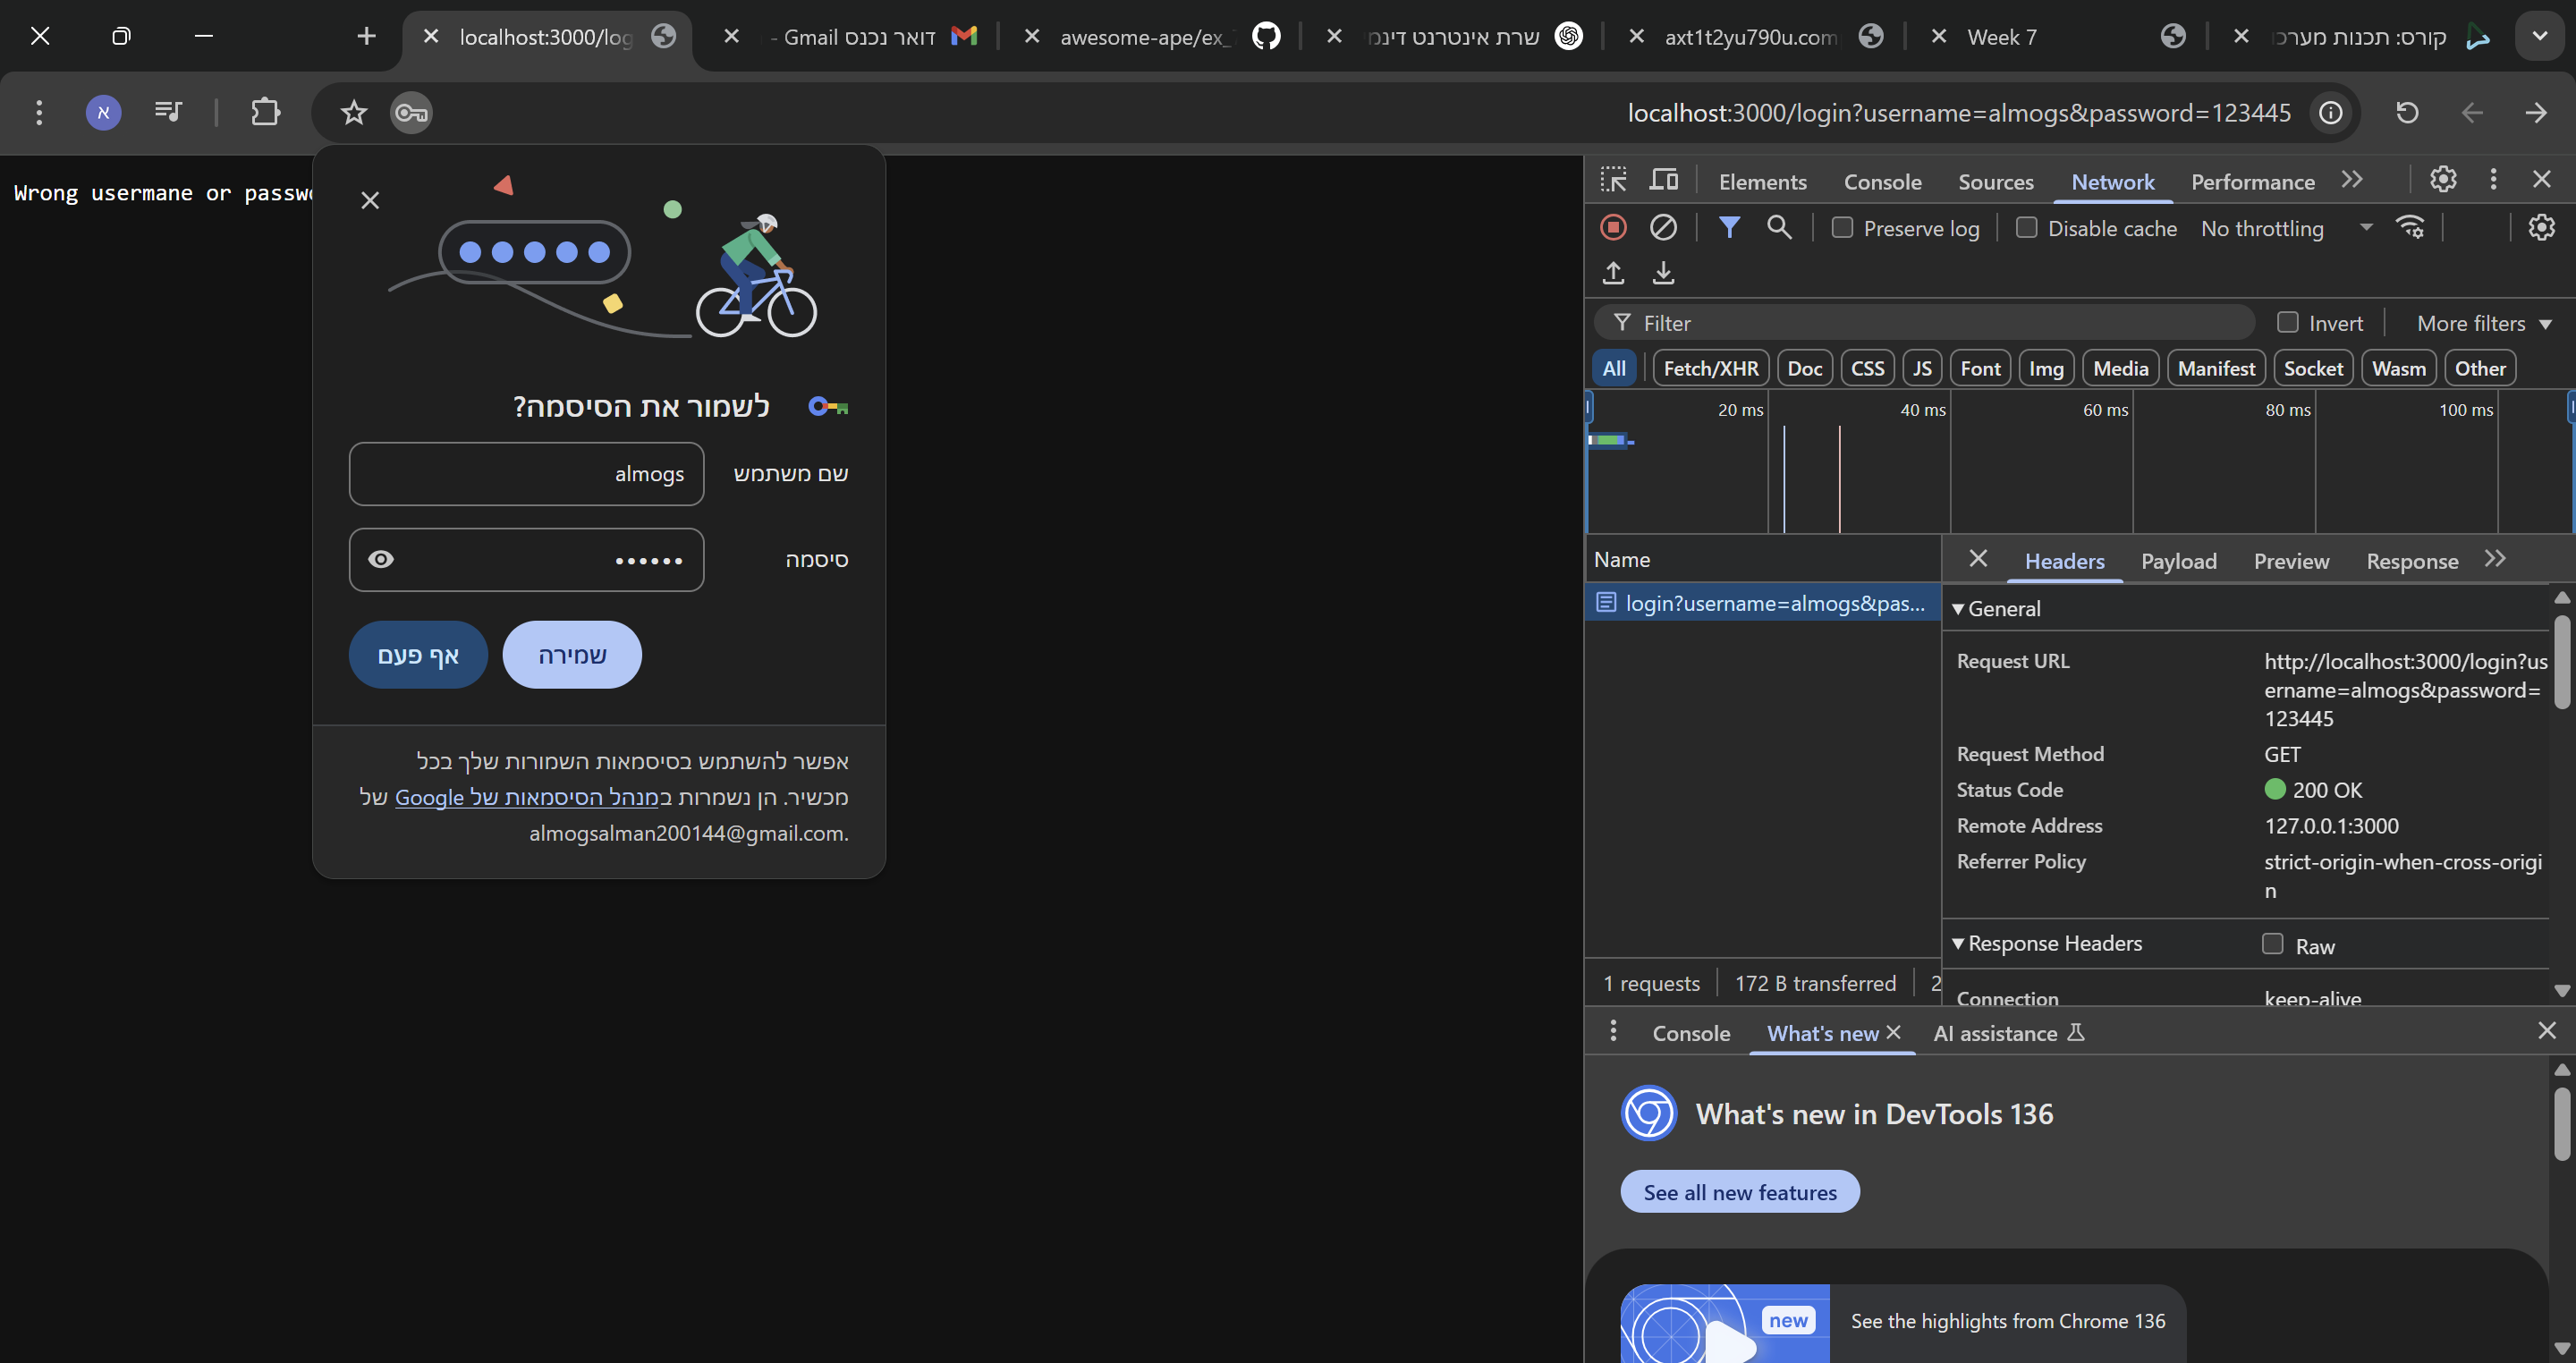 localhost:3000/log
דואר נכנס - Gmail
awesome-ape/ex_
שרת אינטרנט דינמ
axt1t2yu790u.com
Week 7
קורס: תכנות מערכו
א
localhost:3000/login?username=almogs&password=123445
Wrong usermane or passw
לשמור את הסיסמה?
שם משתמש
almogs
סיסמה
••••••
שמירה
אף פעם
אפשר להשתמש בסיסמאות השמורות שלך בכל
מכשיר. הן נשמרות במנהל הסיסמאות של Google של
almogsalman200144@gmail.com.
Elements Console Sources Network Performance
Preserve log Disable cache No throttling
Filter Invert More filters
All Fetch/XHR Doc CSS JS Font Img Media Manifest Socket Wasm Other
20 ms 40 ms 60 ms 80 ms 100 ms
Name
login?username=almogs&pas...
1 requests 172 B transferred 2
Headers Payload Preview Response
General
Request URL
http://localhost:3000/login?us
ername=almogs&password=
123445
Request Method GET
Status Code 200 OK
Remote Address 127.0.0.1:3000
Referrer Policy strict-origin-when-cross-origi
n
Response Headers Raw
Connection keep-alive
Console What's new AI assistance
What's new in DevTools 136
See all new features
new
See the highlights from Chrome 136